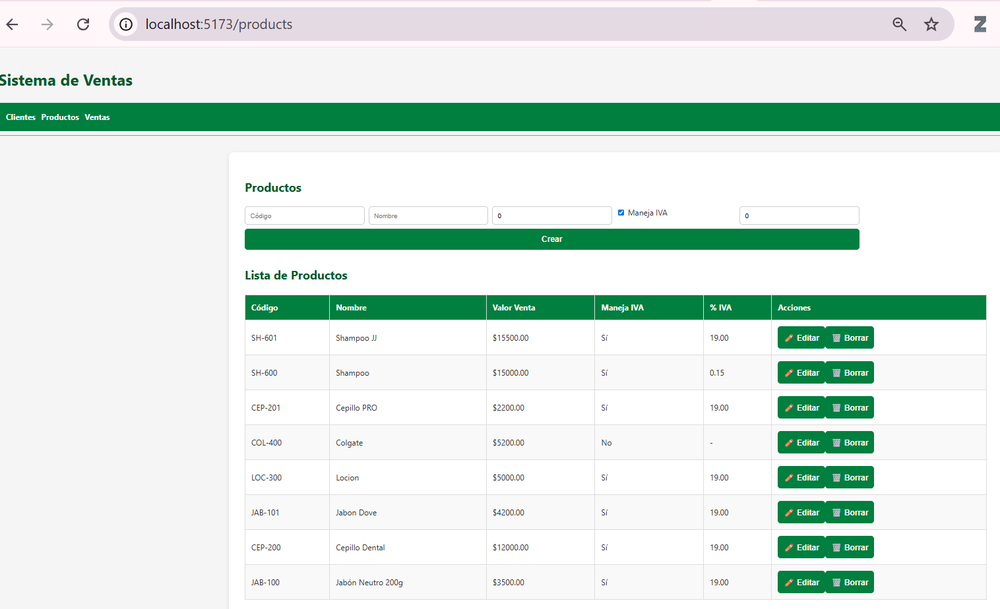 localhost:5173/products
Sistema de Ventas
Clientes Productos Ventas
Productos
Código Nombre 0 Maneja IVA 0
Crear
Lista de Productos
Código Nombre Valor Venta Maneja IVA % IVA Acciones
SH-601 Shampoo JJ $15500.00 Sí 19.00 Editar Borrar
SH-600 Shampoo $15000.00 Sí 0.15 Editar Borrar
CEP-201 Cepillo PRO $2200.00 Sí 19.00 Editar Borrar
COL-400 Colgate $5200.00 No - Editar Borrar
LOC-300 Locion $5000.00 Sí 19.00 Editar Borrar
JAB-101 Jabon Dove $4200.00 Sí 19.00 Editar Borrar
CEP-200 Cepillo Dental $12000.00 Sí 19.00 Editar Borrar
JAB-100 Jabón Neutro 200g $3500.00 Sí 19.00 Editar Borrar